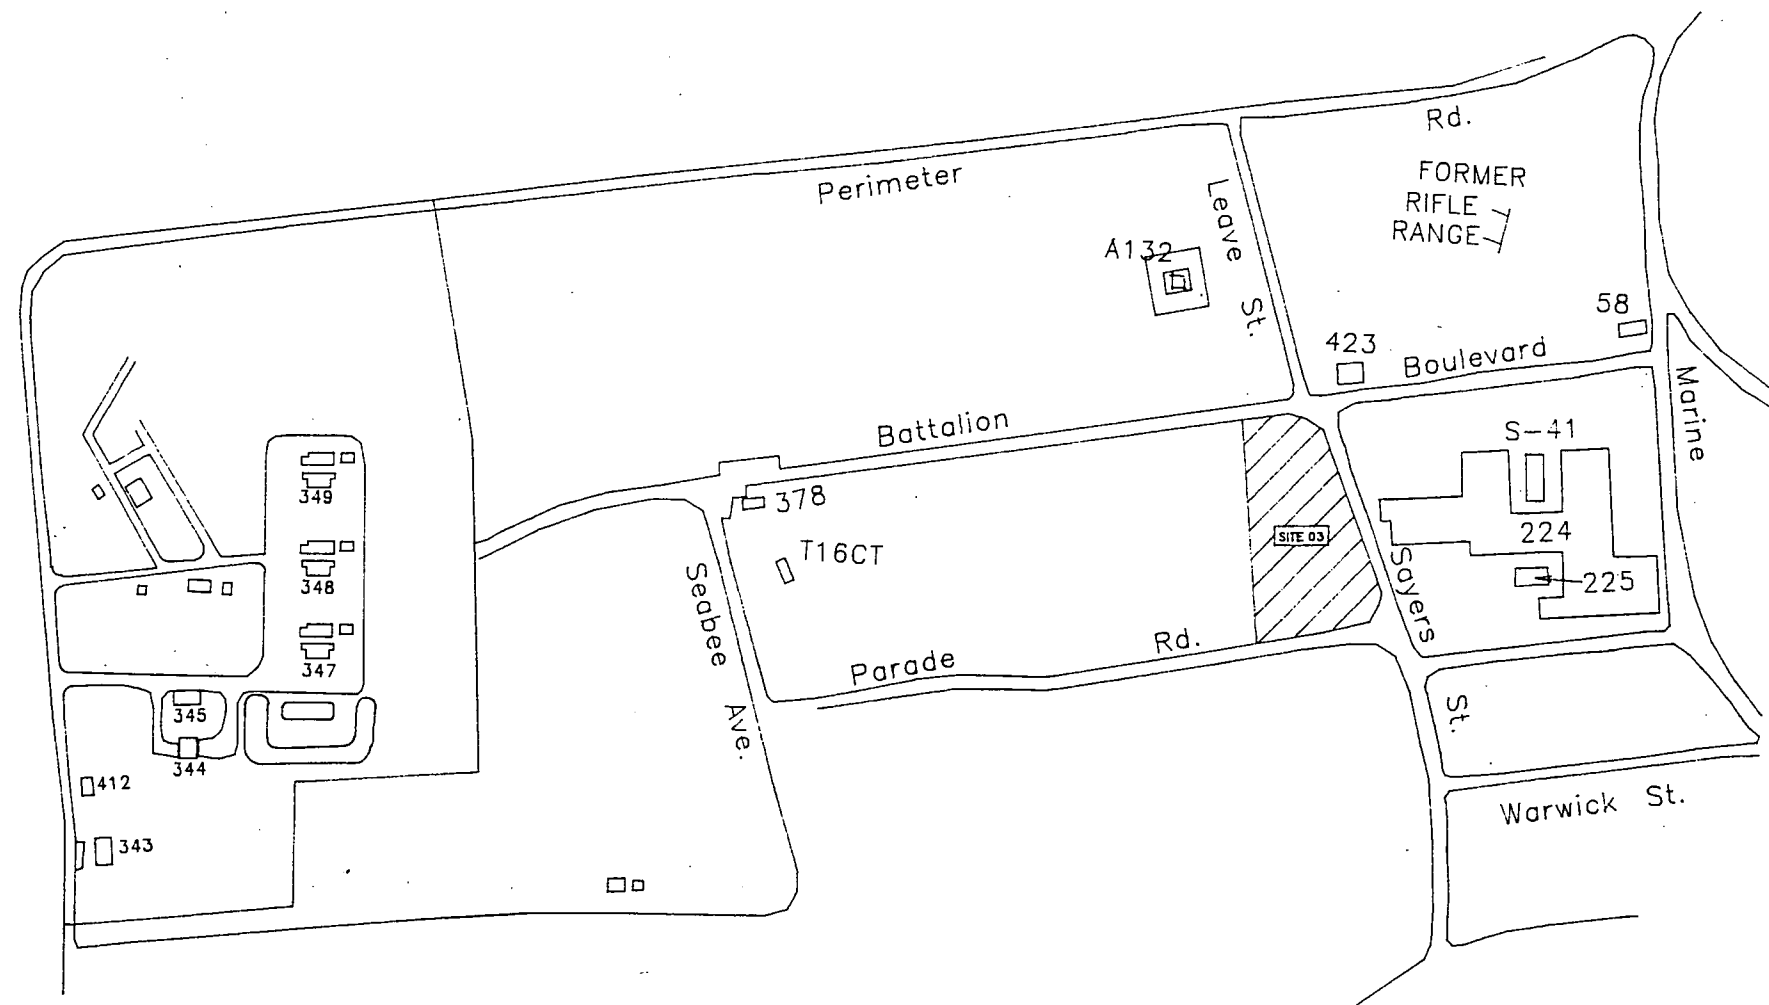 Rd.
FORMER
RIFLE
RANGE
Perimeter
Leave
St.
A132
58
423
Boulevard
Marine
Battalion
S-41
349
378
224
SITE 03
T16CT
348
Seabee
Sayers
225
347
Parade
Rd.
345
Ave.
St.
344
412
Warwick St.
343